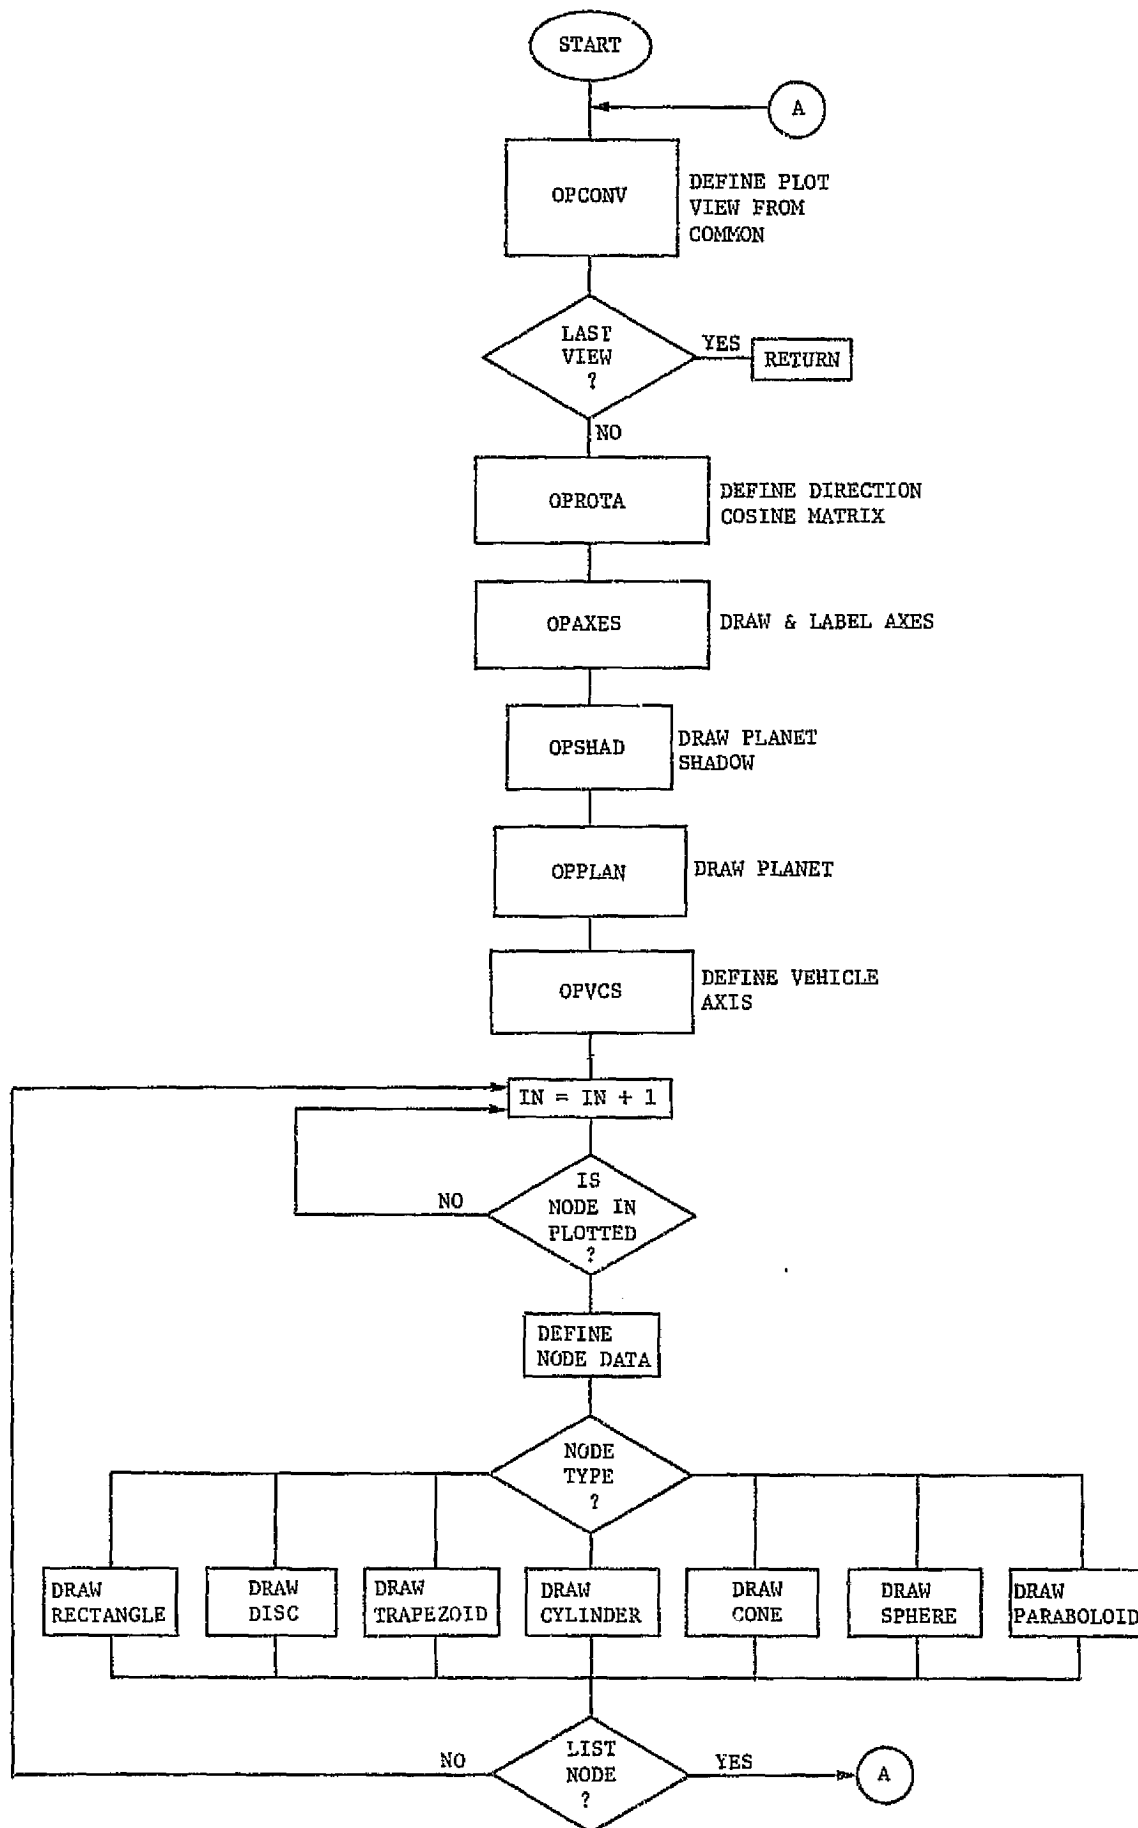 START
A
OPCONV
DEFINE PLOT
VIEW FROM
COMMON
LAST
VIEW
?
YES
RETURN
NO
OPROTA
DEFINE DIRECTION
COSINE MATRIX
OPAXES
DRAW & LABEL AXES
OPSHAD
DRAW PLANET
SHADOW
OPPLAN
DRAW PLANET
OPVCS
DEFINE VEHICLE
AXIS
IN = IN + 1
IS
NODE IN
PLOTTED
?
NO
DEFINE
NODE DATA
NODE
TYPE
?
DRAW
RECTANGLE
DRAW
DISC
DRAW
TRAPEZOID
DRAW
CYLINDER
DRAW
CONE
DRAW
SPHERE
DRAW
PARABOLOID
LIST
NODE
?
NO
YES
A